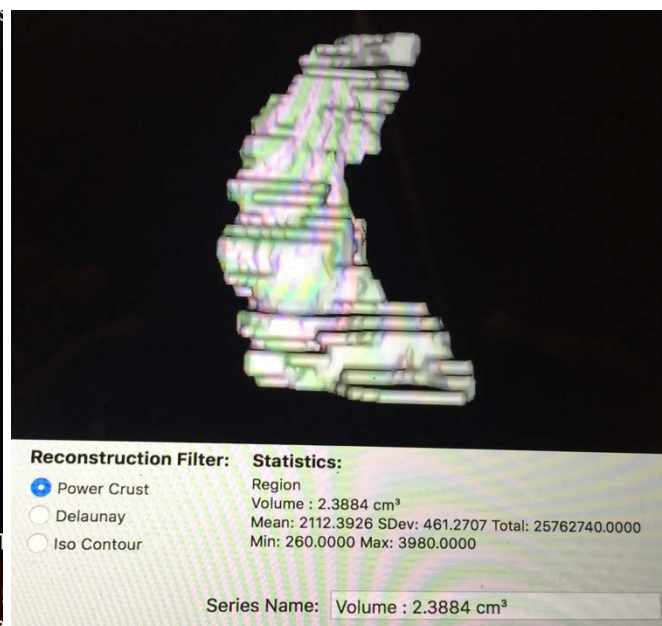 Reconstruction Filter:
Power Crust
Delaunay
Iso Contour
Statistics:
Region
Volume : 2.3884 cm³
Mean: 2112.3926 SDev: 461.2707 Total: 25762740.0000
Min: 260.0000 Max: 3980.0000
Series Name: Volume : 2.3884 cm³